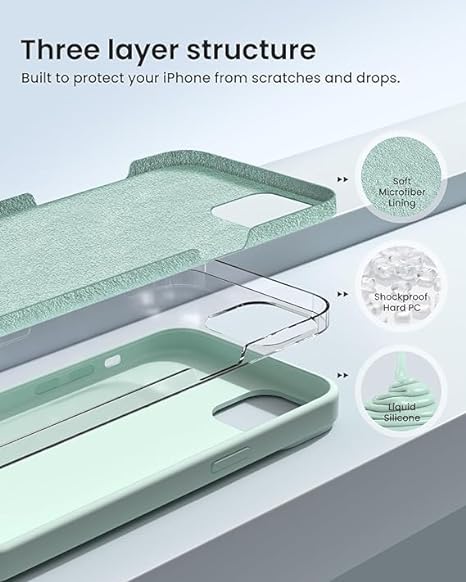 Three layer structure
Built to protect your iPhone from scratches and drops.
Soft
Microfiber
Lining
Shockproof
Hard PC
Liquid
Silicone